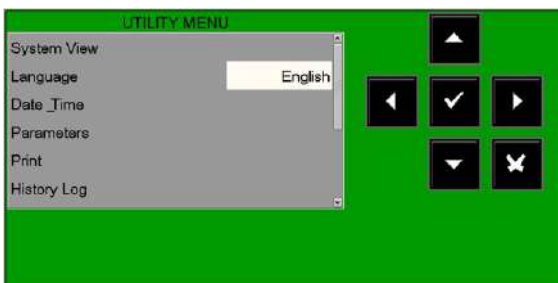 UTILITY MENU
System View
Language English
Date_Time
Parameters
Print
History Log